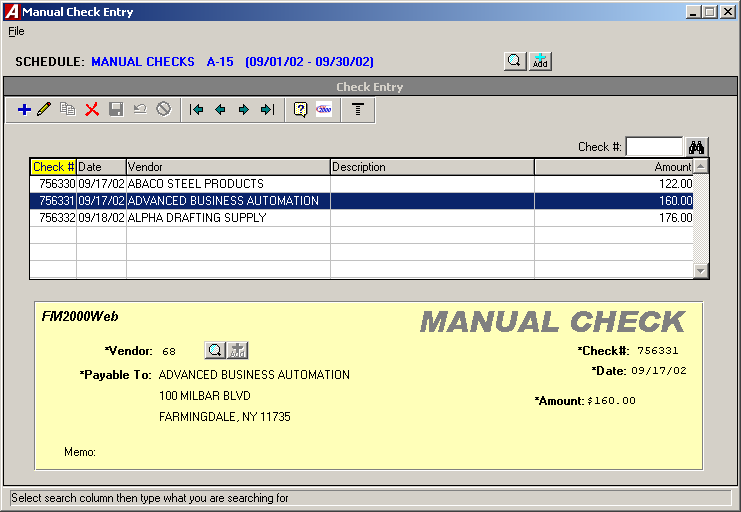 Manual Check Entry
File
SCHEDULE: MANUAL CHECKS A-15 (09/01/02 - 09/30/02)
Add
Check Entry
2000
Check #:
Check # Date Vendor Description Amount
756330 09/17/02 ABACO STEEL PRODUCTS 122.00
756331 09/17/02 ADVANCED BUSINESS AUTOMATION 160.00
756332 09/18/02 ALPHA DRAFTING SUPPLY 176.00
FM2000Web MANUAL CHECK
*Vendor: 68 Add *Check#: 756331
*Date: 09/17/02
*Payable To: ADVANCED BUSINESS AUTOMATION
100 MILBAR BLVD *Amount: $160.00
FARMINGDALE, NY 11735
Memo:
Select search column then type what you are searching for